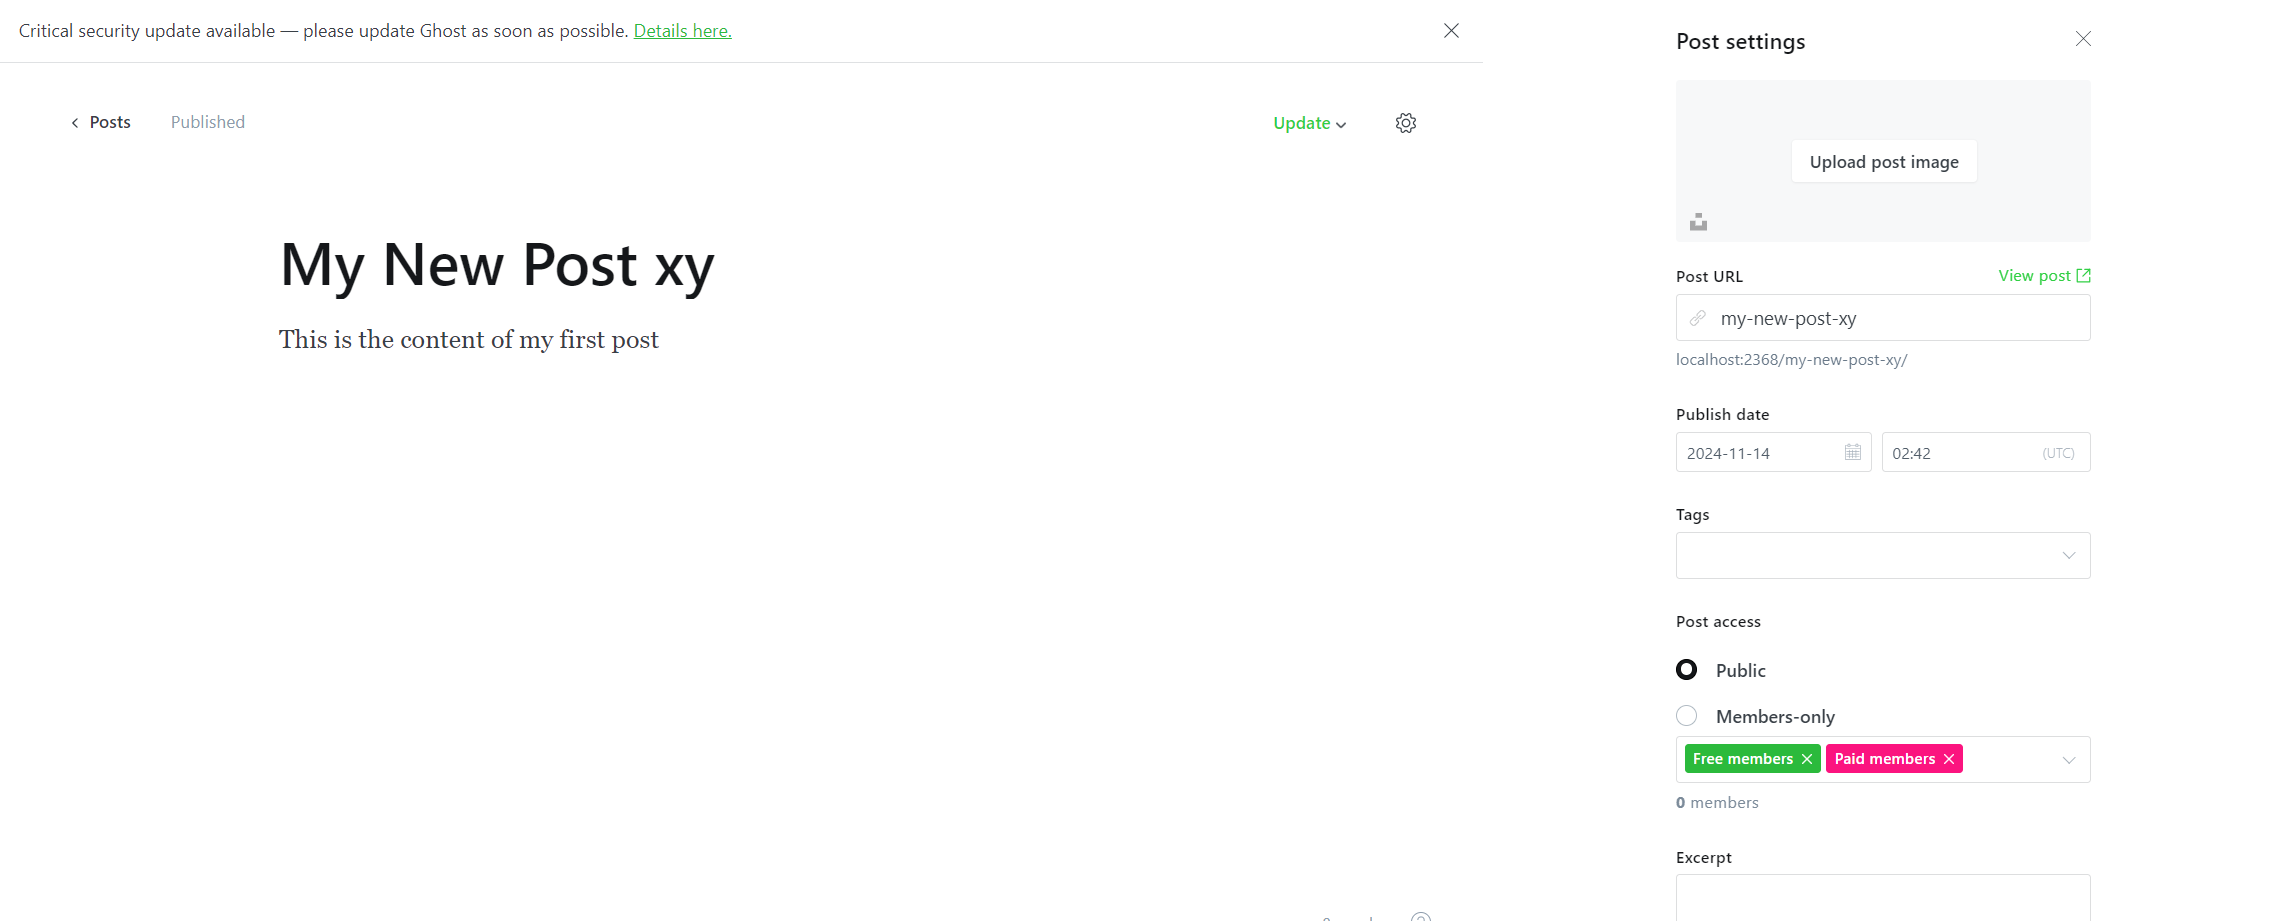 Critical security update available — please update Ghost as soon as possible. Details here.
Posts
Published
Update
My New Post xy
This is the content of my first post
Post settings
Upload post image
Post URL
View post
my-new-post-xy
localhost:2368/my-new-post-xy/
Publish date
2024-11-14
02:42
(UTC)
Tags
Post access
Public
Members-only
Free members
Paid members
0 members
Excerpt